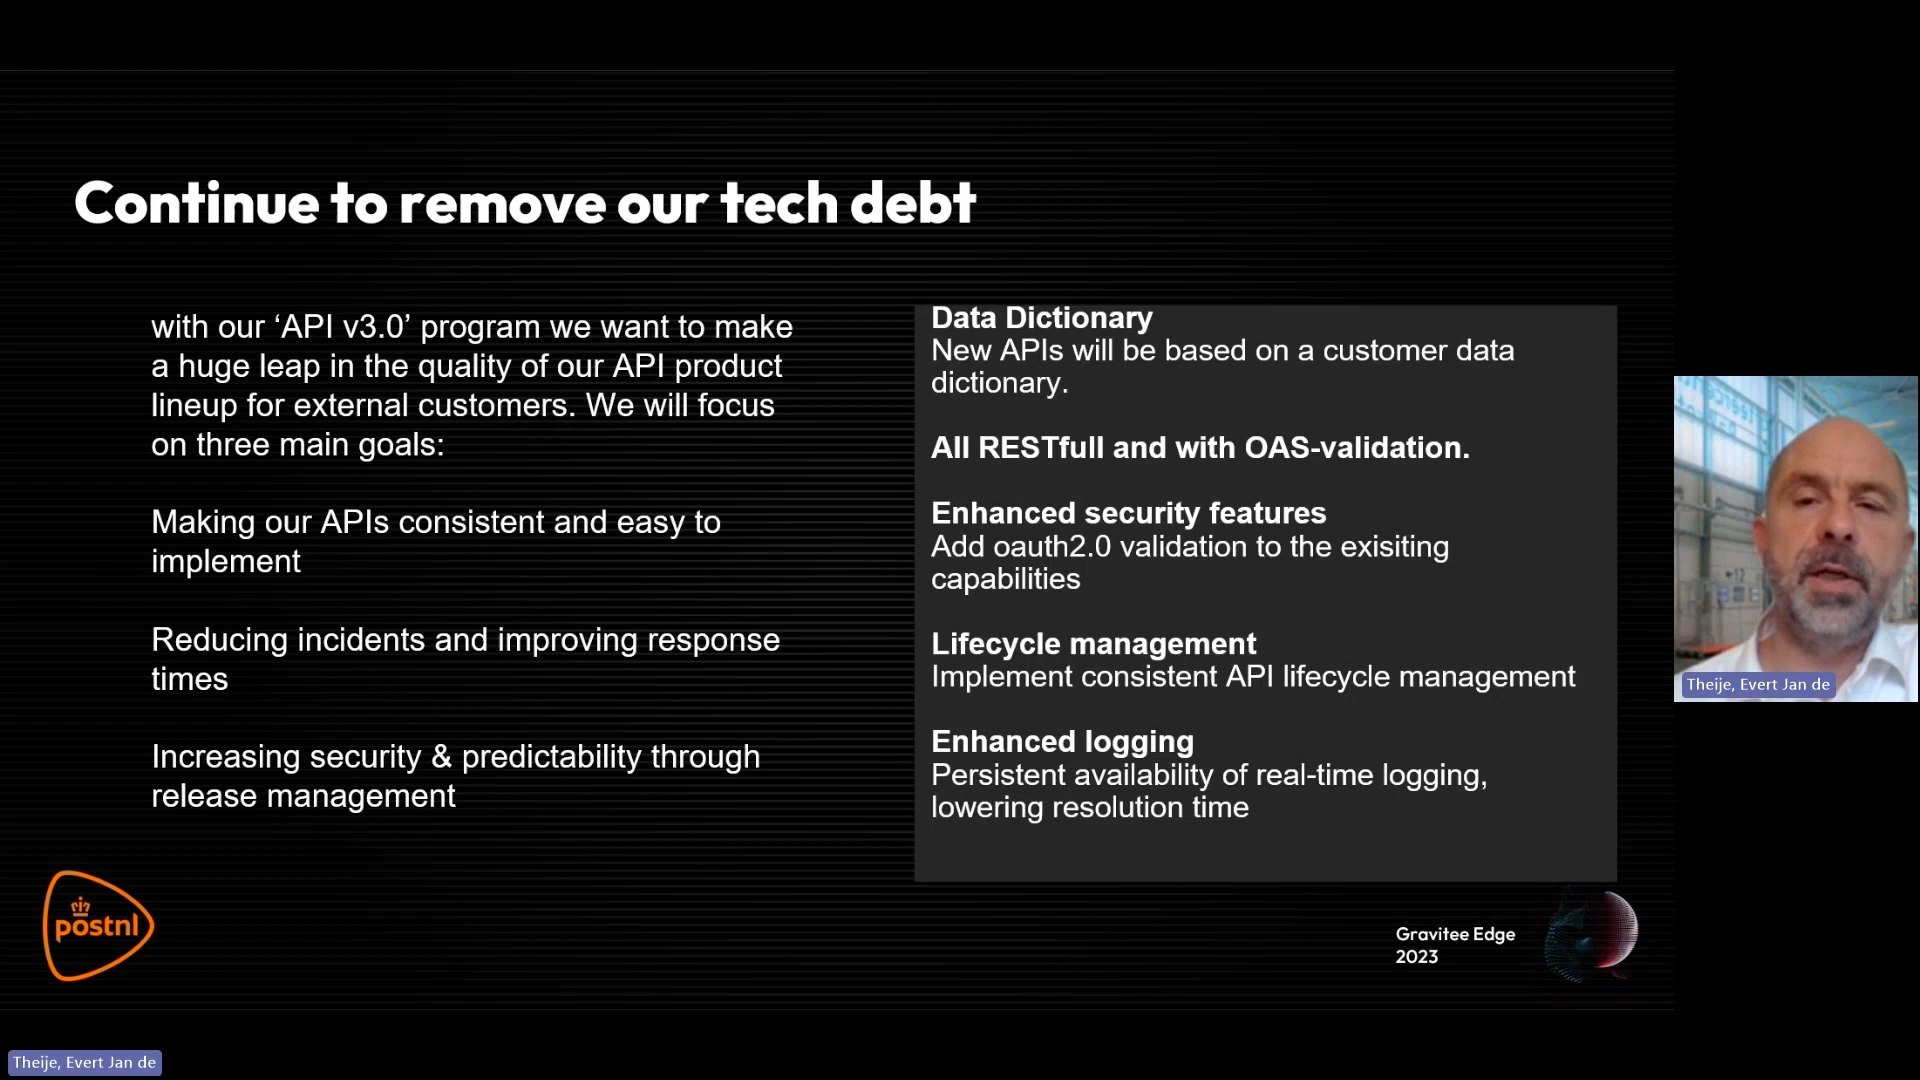 Continue to remove our tech debt
with our ‘API v3.0’ program we want to make
a huge leap in the quality of our API product
lineup for external customers. We will focus
on three main goals:
Making our APIs consistent and easy to
implement
Reducing incidents and improving response
times
Increasing security & predictability through
release management
Data Dictionary
New APIs will be based on a customer data
dictionary.
All RESTfull and with OAS-validation.
Enhanced security features
Add oauth2.0 validation to the exisiting
capabilities
Lifecycle management
Implement consistent API lifecycle management
Enhanced logging
Persistent availability of real-time logging,
lowering resolution time
postnl
Gravitee Edge
2023
Theije, Evert Jan de
Theije, Evert Jan de